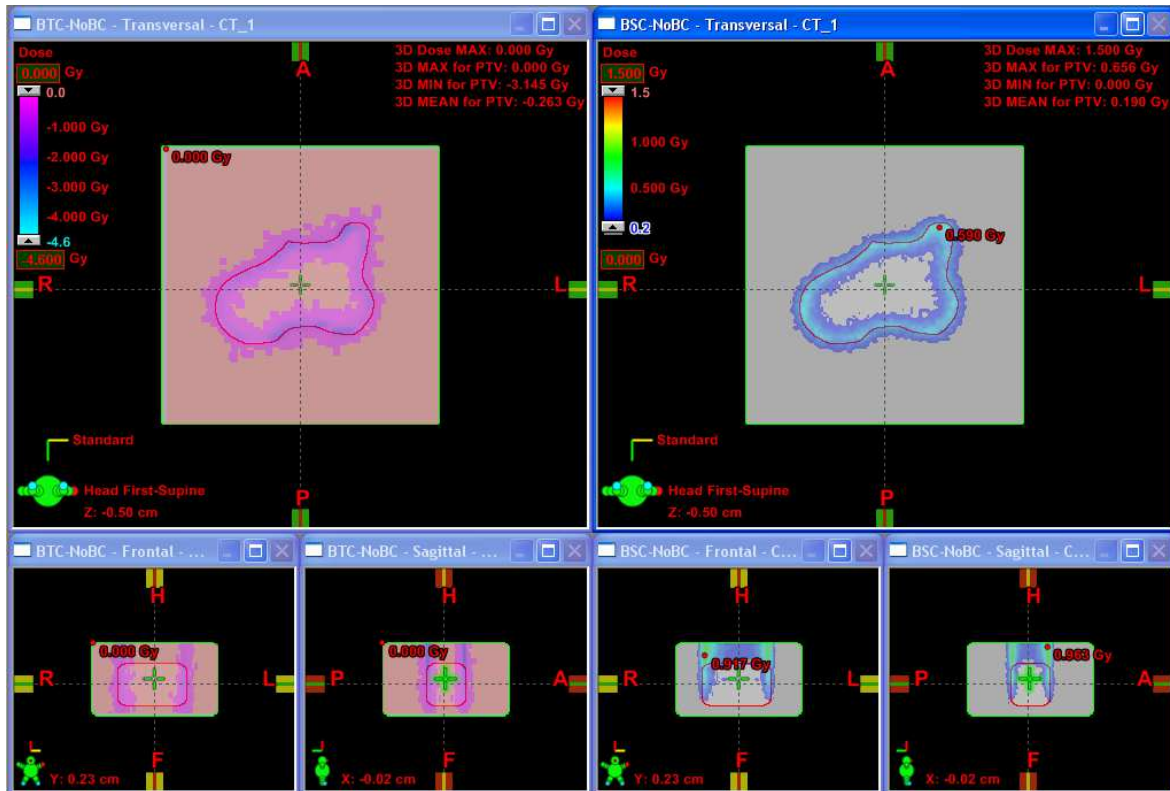 BTC-NoBC - Transversal - CT_1
Dose
0.000 Gy
0.0
-1.000 Gy
-2.000 Gy
-3.000 Gy
-4.000 Gy
-4.6
-4.600
3D Dose MAX: 0.000 Gy
3D MAX for PTV: 0.000 Gy
3D MIN for PTV: -3.145 Gy
3D MEAN for PTV: -0.263 Gy
A
0.000 Gy
R
L
Standard
Head First-Supine
Z: -0.50 cm
P
BSC-NoBC - Transversal - CT_1
Dose
1.500 Gy
1.5
1.000 Gy
0.500 Gy
0.2
0.000 Gy
3D Dose MAX: 1.500 Gy
3D MAX for PTV: 0.656 Gy
3D MIN for PTV: 0.000 Gy
3D MEAN for PTV: 0.190 Gy
A
0.590 Gy
R
L
Standard
Head First-Supine
Z: -0.50 cm
P
BTC-NoBC - Frontal - ...
H
0.000 Gy
R
L
L
F
Y: 0.23 cm
BTC-NoBC - Sagittal - ...
H
0.000 Gy
P
A
F
X: -0.02 cm
BSC-NoBC - Frontal - C...
H
0.917 Gy
R
L
L
F
Y: 0.23 cm
BSC-NoBC - Sagittal - C...
H
0.963 Gy
P
A
F
X: -0.02 cm